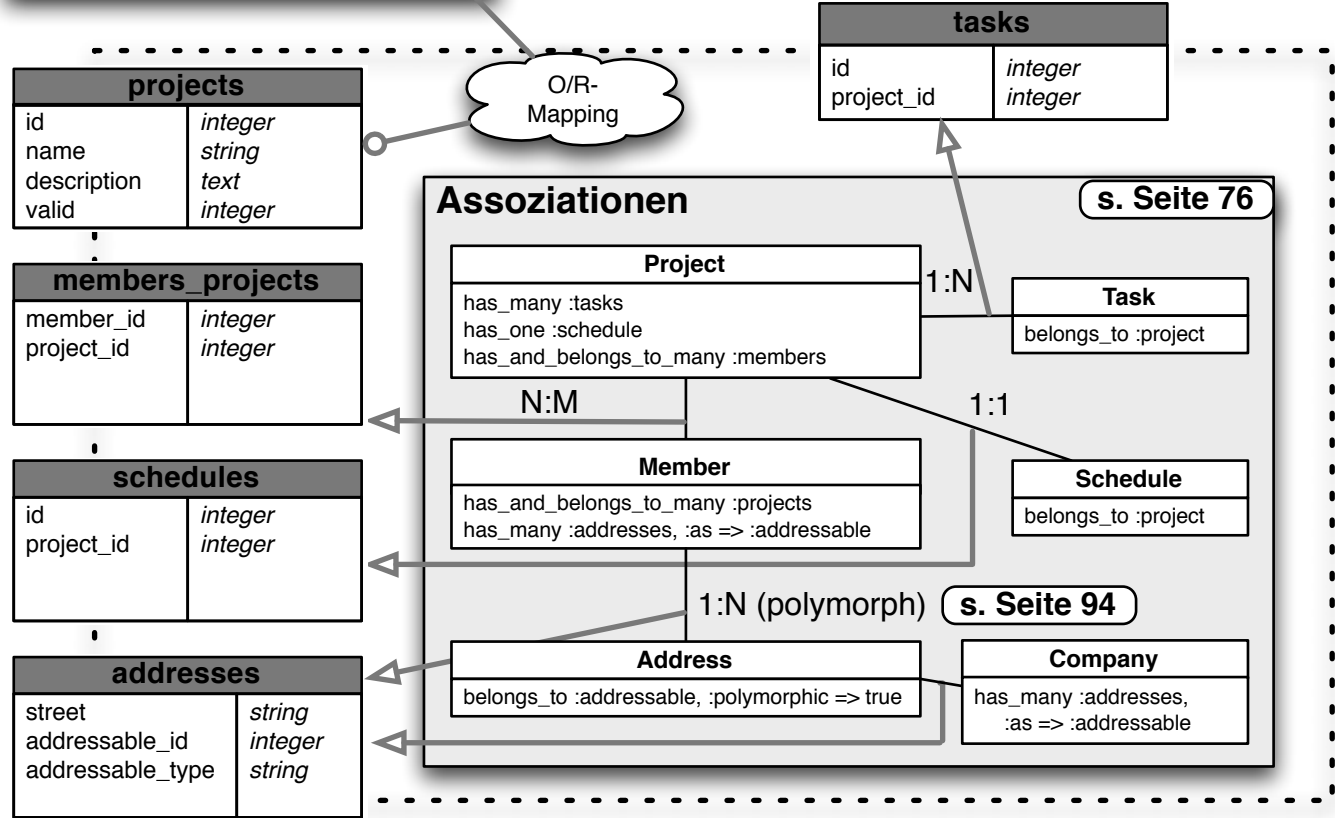 tasks
id integer
project_id integer
O/R-
Mapping
projects
id integer
name string
description text
valid integer
members_projects
member_id integer
project_id integer
schedules
id integer
project_id integer
addresses
street string
addressable_id integer
addressable_type string
Assoziationen
s. Seite 76
Project
has_many :tasks
has_one :schedule
has_and_belongs_to_many :members
1:N
Task
belongs_to :project
N:M
1:1
Member
has_and_belongs_to_many :projects
has_many :addresses, :as => :addressable
Schedule
belongs_to :project
1:N (polymorph)
s. Seite 94
Address
belongs_to :addressable, :polymorphic => true
Company
has_many :addresses,
:as => :addressable